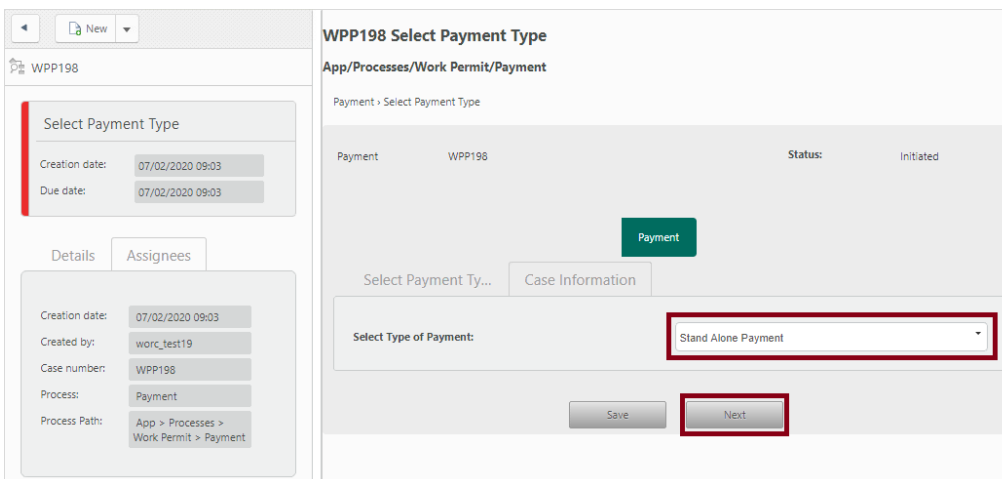 New
WPP198
Select Payment Type
Creation date: 07/02/2020 09:03
Due date: 07/02/2020 09:03
Details Assignees
Creation date: 07/02/2020 09:03
Created by: worc_test19
Case number: WPP198
Process: Payment
Process Path: App > Processes >
Work Permit > Payment
WPP198 Select Payment Type
App/Processes/Work Permit/Payment
Payment › Select Payment Type
Payment WPP198 Status: Initiated
Payment
Select Payment Ty... Case Information
Select Type of Payment: Stand Alone Payment
Save Next